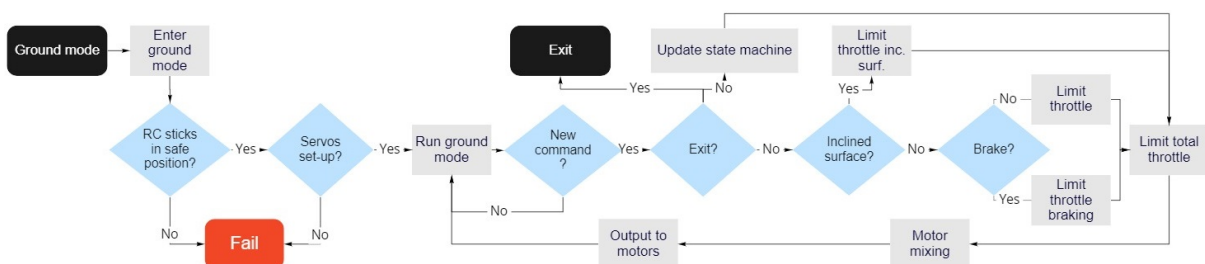 Ground mode
Enter
ground
mode
RC sticks
in safe
position?
Yes
No
Servos
set-up?
Yes
No
Fail
Run ground
mode
New
command
?
Yes
No
Exit?
Yes
No
No
Exit
Update state machine
Inclined
surface?
Yes
No
Limit
throttle inc.
surf.
Brake?
No
Yes
Limit
throttle
Limit
throttle
braking
Limit total
throttle
Motor
mixing
Output to
motors